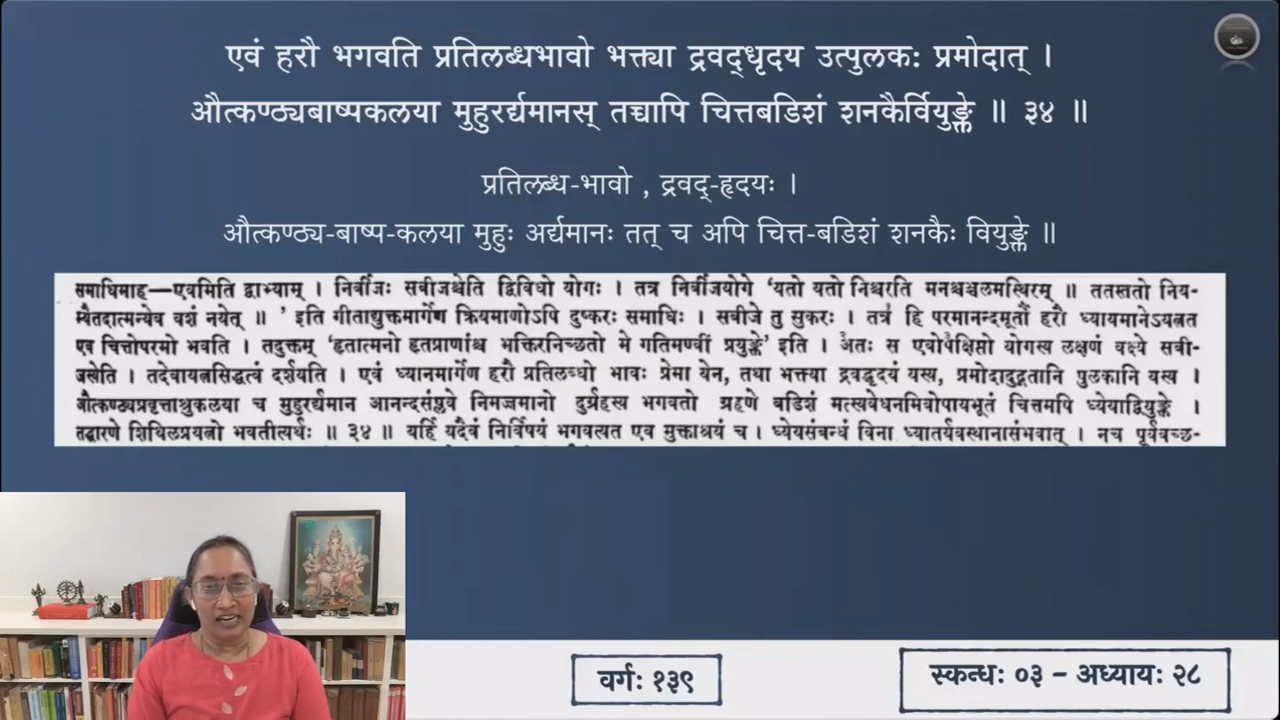 एवं हरौ भगवति प्रतिलब्धभावो भक्त्या द्रवद्‌धृदय उत्पुलकः प्रमोदात् ।
औत्कण्ठ्यबाष्पकलया मुहुरर्द्यमानस् तच्चापि चित्तबडिशं शनकैर्वियुङ्क्ते ॥ ३४ ॥
प्रतिलब्ध-भावो , द्रवद्-हृदयः ।
औत्कण्ठ्य-बाष्प-कलया मुहुः अर्द्यमानः तत् च अपि चित्त-बडिशं शनकैः वियुङ्क्ते ॥
समाधिमाह—एवमिति द्वाभ्याम् । निर्बीजः सबीजश्चेति द्विविधो योगः । तत्र निर्बीजयोगे ‘यतो यतो निश्चरति मनश्चञ्चलमस्थिरम् ॥ ततस्ततो निय-
म्यैतदात्मन्येव वशं नयेत् ॥ ’ इति गीताद्युक्तमार्गेण क्रियमाणोऽपि दुष्करः समाधिः । सबीजे तु सुकरः । तत्र हि परमानन्दमूर्तौ हरौ ध्यायमानेऽयत्नत
एव चित्तोपरमो भवति । तदुक्तम् ‘हृतात्मनो हृतप्राणांश्च भक्तिरनिच्छतो मे गतिमण्वीं प्रयुङ्क्ते’ इति । अतः स एवोपक्षिप्तो योगस्य लक्षणं वक्ष्ये सबी-
जस्येति । तदेवायत्नसिद्धत्वं दर्शयति । एवं ध्यानमार्गेण हरौ प्रतिलब्धो भावः प्रेमा येन, तथा भक्त्या द्रवद्धृदयं यस्य, प्रमोदादुद्गतानि पुलकानि यस्य ।
औत्कण्ठ्यप्रवृत्ताश्रुकलया च मुहुरर्द्यमान आनन्दसंप्लवे निमज्जमानो दुर्ग्रहस्य भगवतो ग्रहणे बडिशं मत्स्यवेधनमिवोपायभूतं चित्तमपि ध्येयाद्वियुङ्क्ते ।
तद्धारणे शिथिलप्रयत्नो भवतीत्यर्थः ॥ ३४ ॥ यर्हि यदैवं निर्विषयं भगवत्यत एव मुक्ताश्रयं च । ध्येयसंबन्धं विना ध्यातर्यवस्थानासंभवात् । नच पूर्ववच्छ-
वर्गः १३९
स्कन्धः ०३ – अध्यायः २८